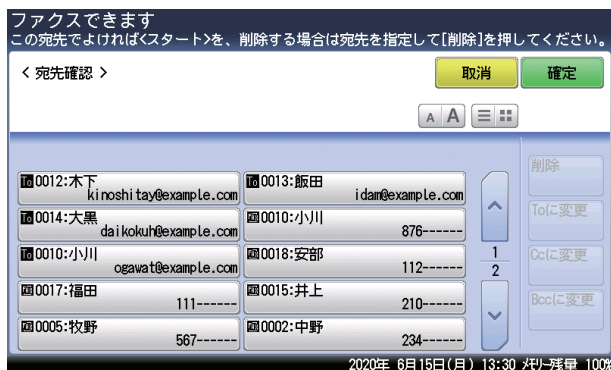 ファクスできます
この宛先でよければ<スタート>を、削除する場合は宛先を指定して[削除]を押してください。
< 宛先確認 >
取消
確定
A A
To 0012:木下
kinoshitay@example.com
To 0013:飯田
idam@example.com
To 0014:大黒
daikokuh@example.com
0010:小川
876------
To 0010:小川
ogawat@example.com
0018:安部
112------
0017:福田
111------
0015:井上
210------
0005:牧野
567------
0002:中野
234------
1
2
削除
Toに変更
Ccに変更
Bccに変更
2020年 6月15日(月) 13:30 メモリー残量 100%